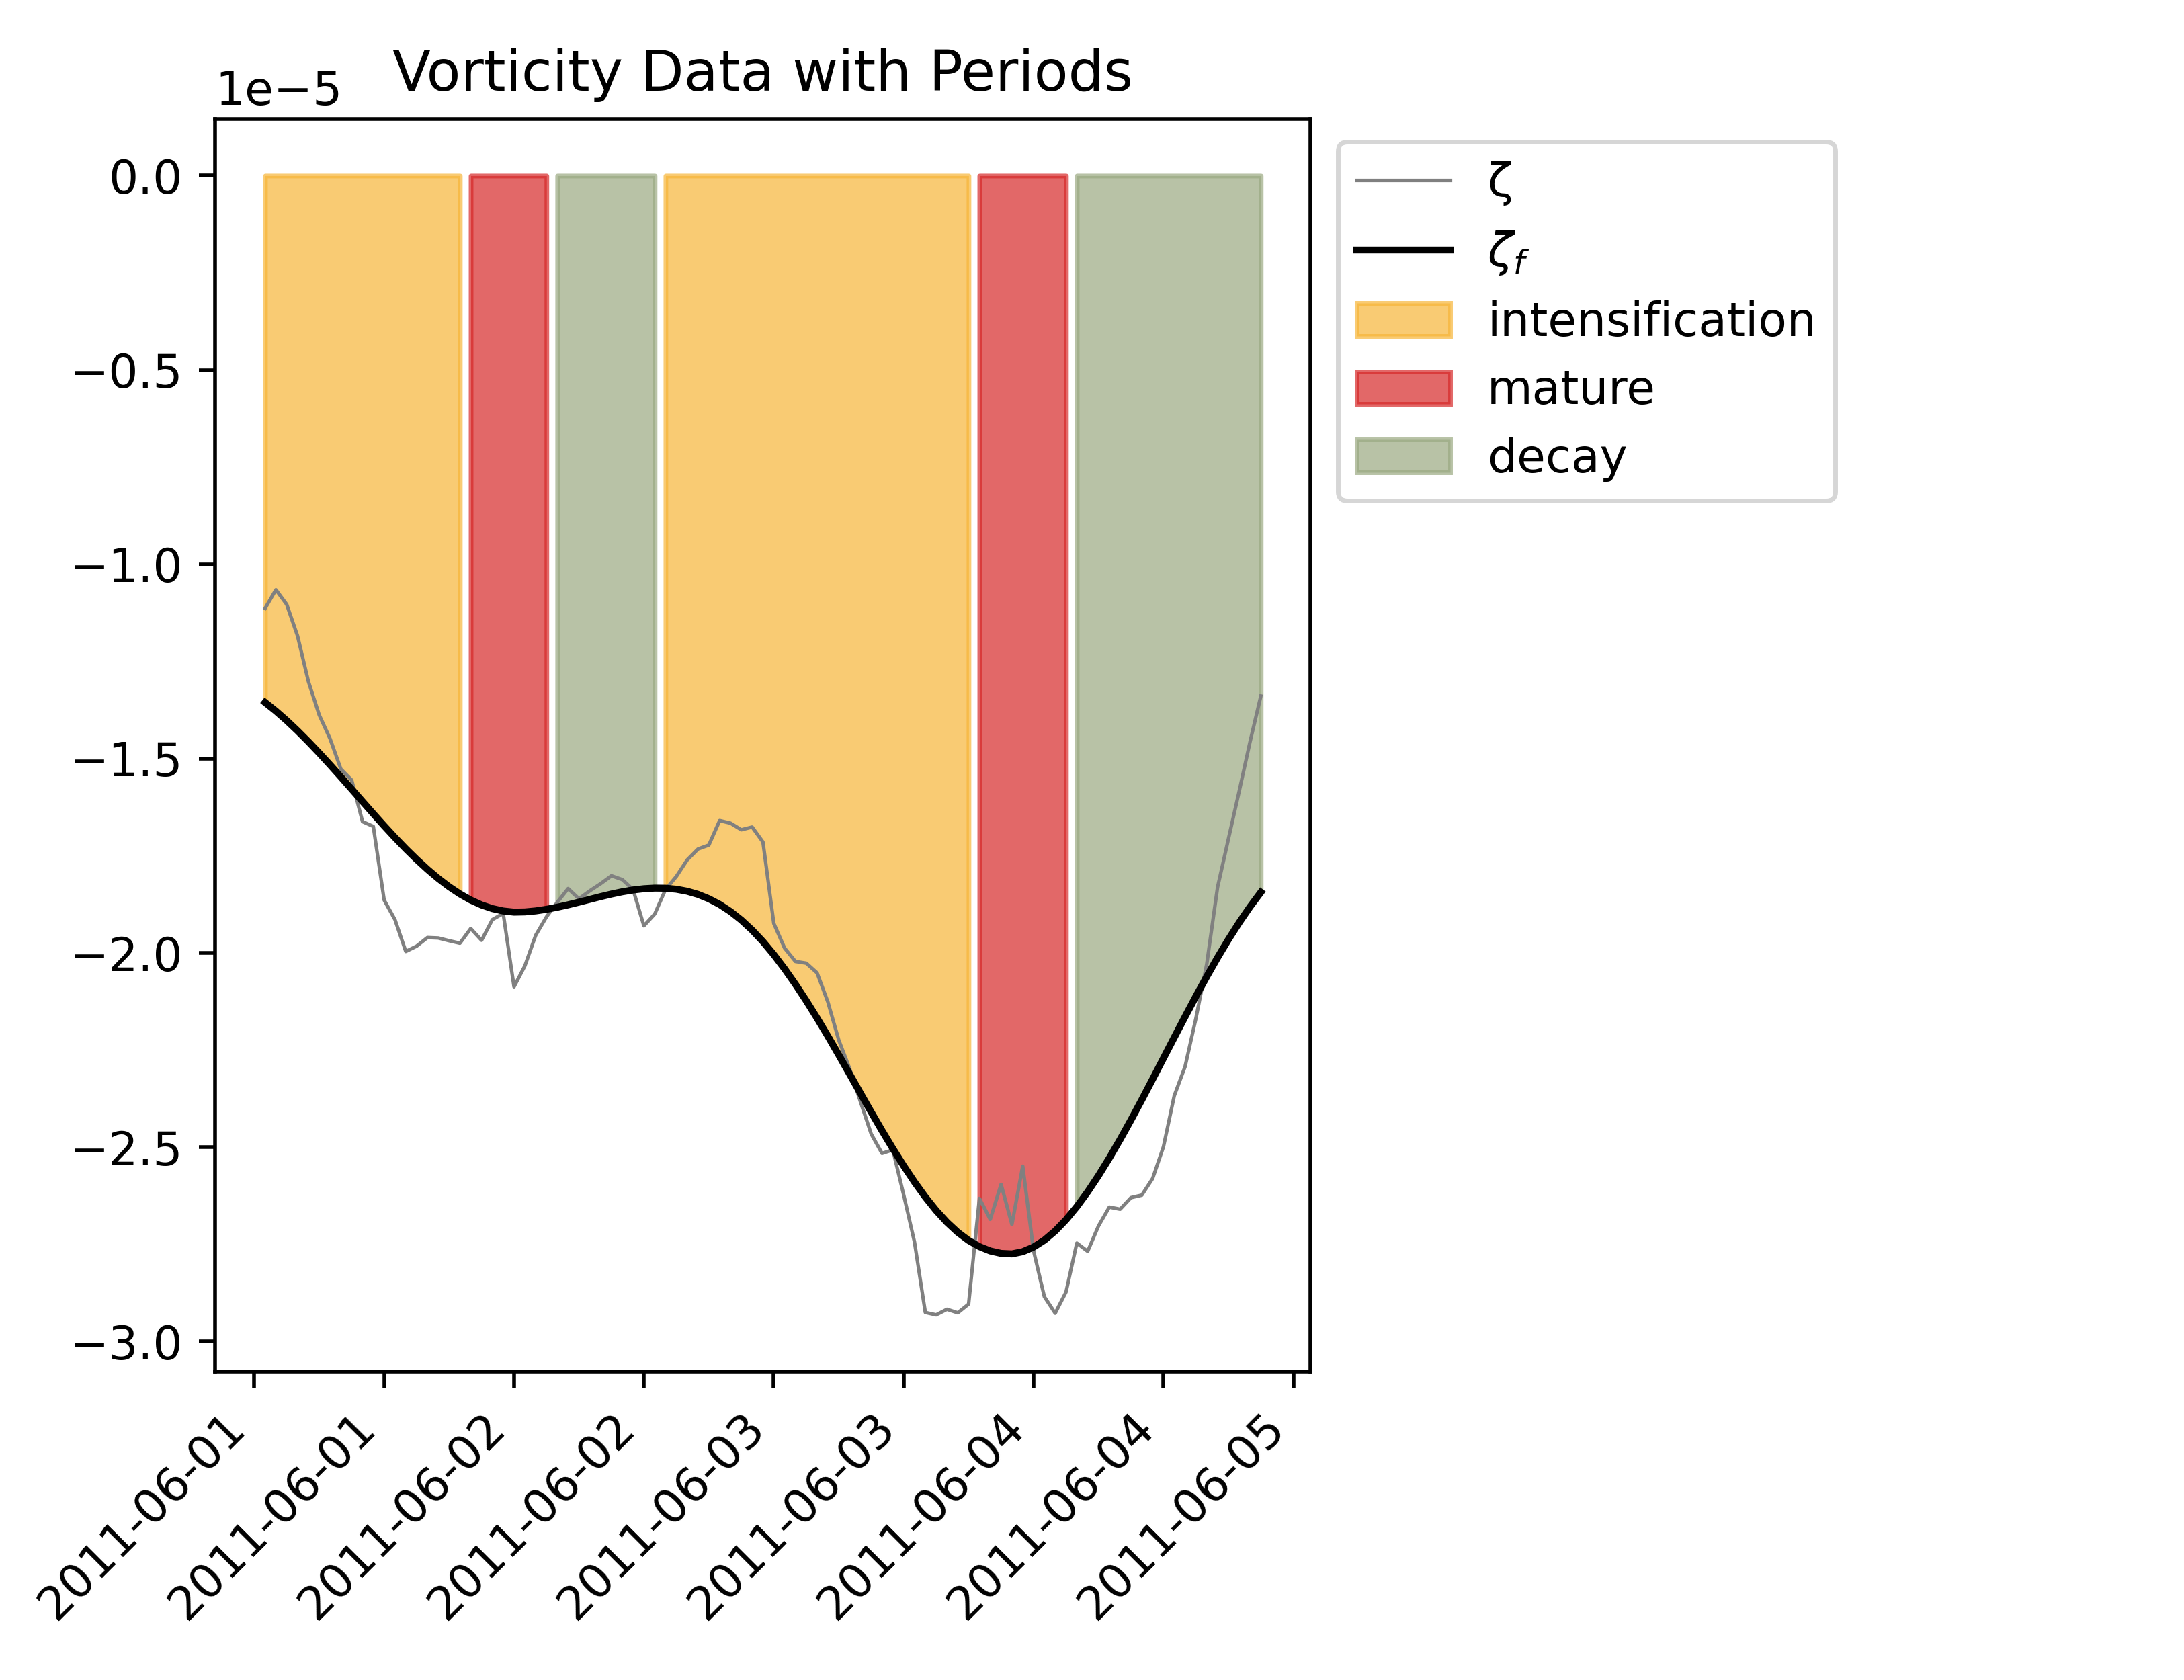 Vorticity Data with Periods
1e−5
0.0
−0.5
−1.0
−1.5
−2.0
−2.5
−3.0
2011-06-01
2011-06-01
2011-06-02
2011-06-02
2011-06-03
2011-06-03
2011-06-04
2011-06-04
2011-06-05
ζ
ζf
intensification
mature
decay